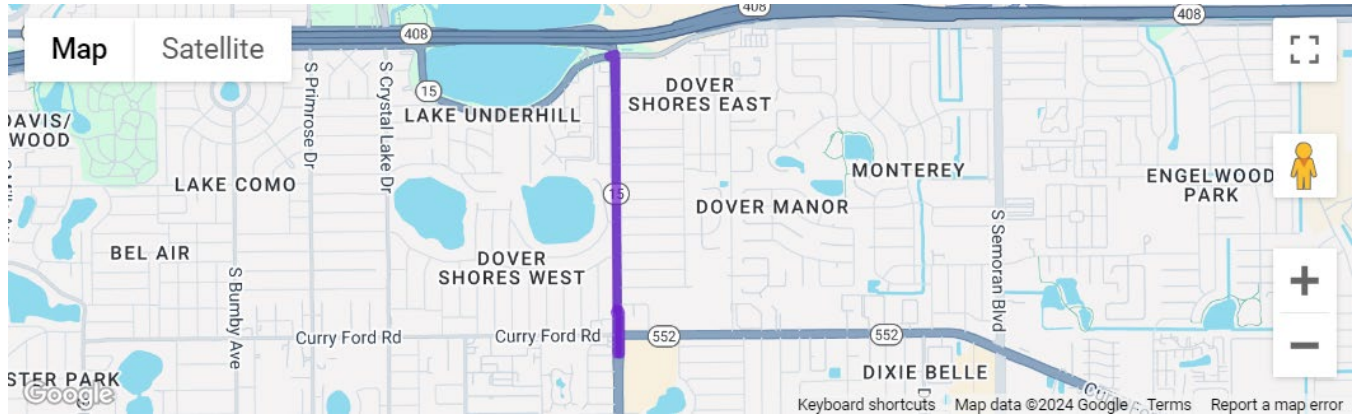 Map
Satellite
408
408
408
15
S Primrose Dr
S Crystal Lake Dr
DOVER
SHORES EAST
LAKE UNDERHILL
DAVIS/
WOOD
LAKE COMO
15
MONTEREY
ENGELWOOD
PARK
DOVER MANOR
S Semoran Blvd
BEL AIR
DOVER
SHORES WEST
S Bumby Ave
Curry Ford Rd
Curry Ford Rd
552
552
DIXIE BELLE
STER PARK
Google
Keyboard shortcuts
Map data ©2024 Google
Terms
Report a map error